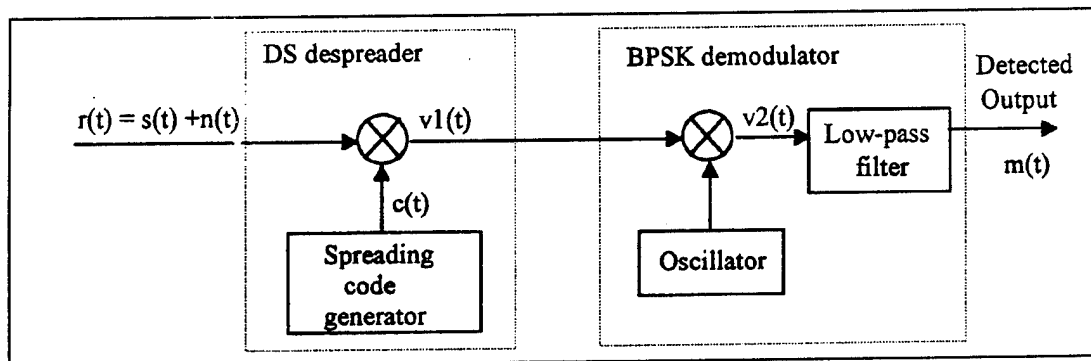 DS despreader
BPSK demodulator
Detected
Output
r(t) = s(t) +n(t)
v1(t)
v2(t)
Low-pass
filter
m(t)
c(t)
Spreading
code
generator
Oscillator